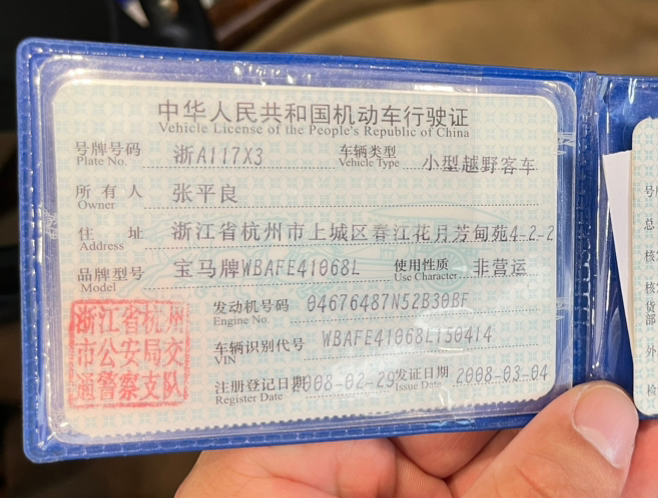 中华人民共和国机动车行驶证
Vehicle License of the People's Republic of China
号牌号码 浙A117X3 车辆类型 小型越野客车
Plate No. Vehicle Type
所有人 张平良
Owner
住址 浙江省杭州市上城区春江花月芳甸苑4-2-2
Address
品牌型号 宝马牌WBAFE41068L 使用性质 非营运
Model Use Character
发动机号码 04676487N52B30BF
Engine No.
车辆识别代号 WBAFE41068L150414
VIN
注册登记日期 2008-02-29 发证日期 2008-03-04
Register Date Issue Date
浙江省杭州
市公安局交
通警察支队
号
总
核
核
货
部
外
检